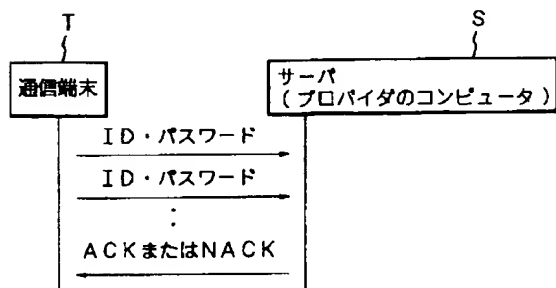 T
S
通信端末
サーバ
(プロバイダのコンピュータ)
ID・パスワード
ID・パスワード
⋮
ACKまたはNACK